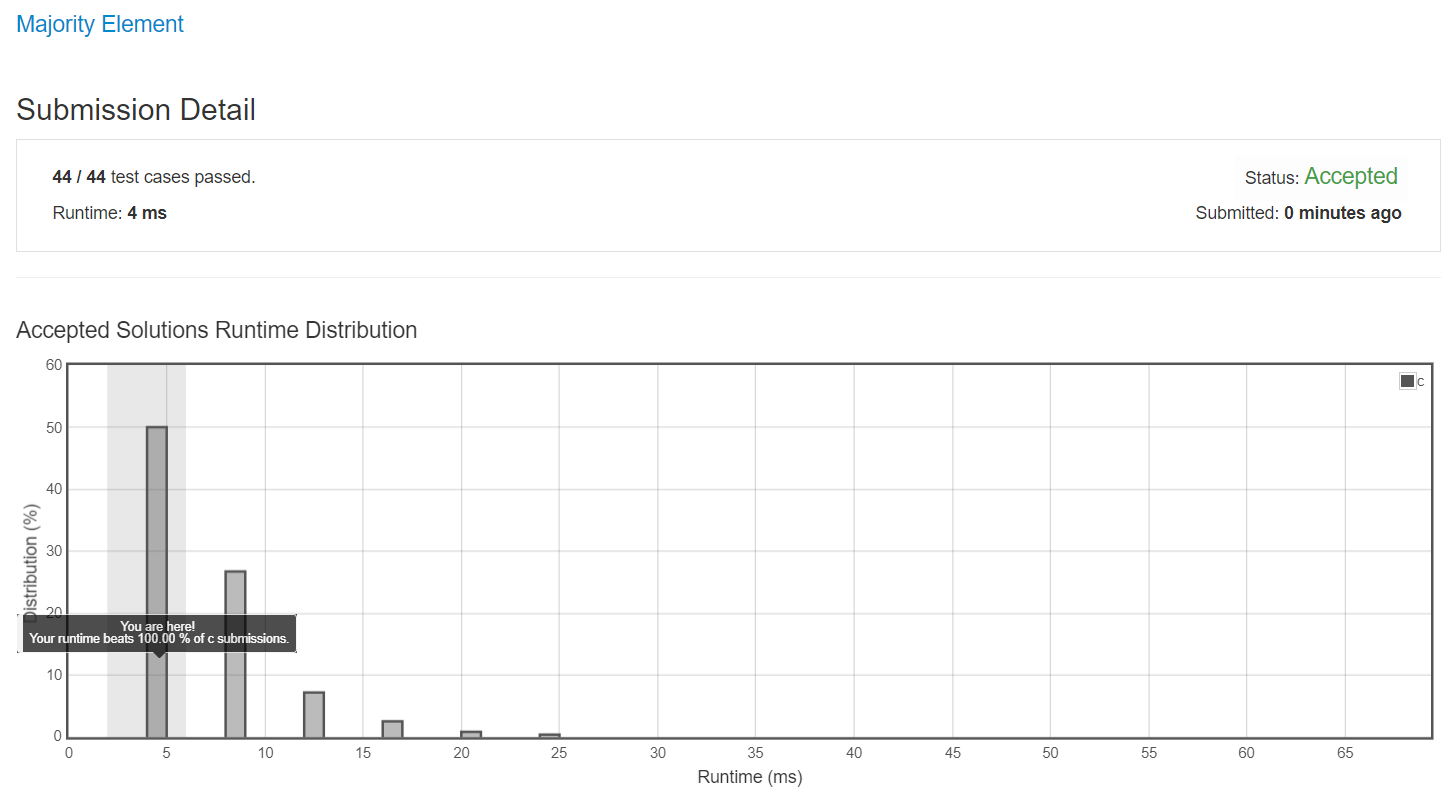 Majority Element
Submission Detail
44 / 44 test cases passed.
Status: Accepted
Runtime: 4 ms
Submitted: 0 minutes ago
Accepted Solutions Runtime Distribution
60
50
40
30
20
10
0
Distribution (%)
c
You are here!
Your runtime beats 100.00 % of c submissions.
0 5 10 15 20 25 30 35 40 45 50 55 60 65
Runtime (ms)